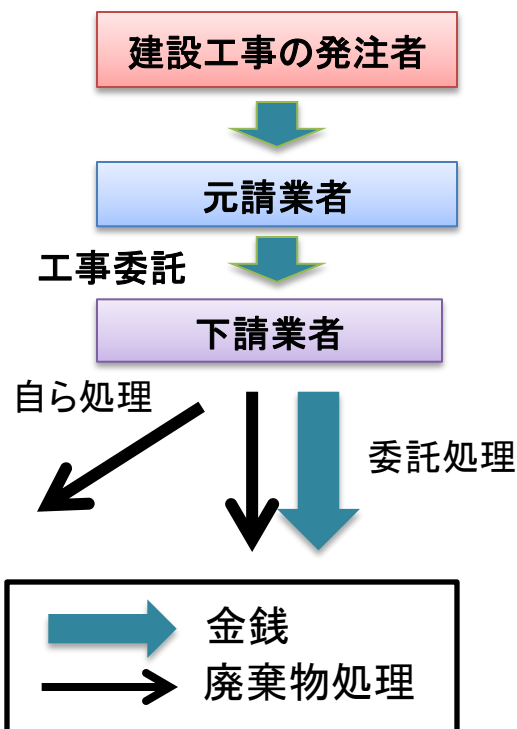 建設工事の発注者
元請業者
工事委託
下請業者
自ら処理
委託処理
金銭
廃棄物処理